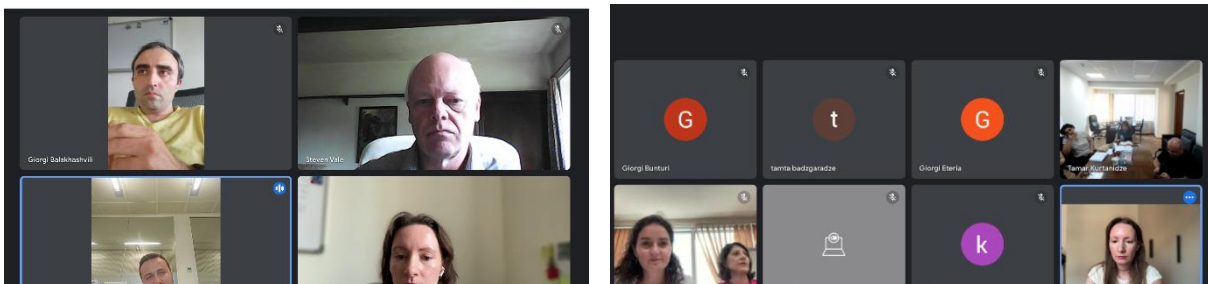 Giorgi Balakhashvili
Steven Vale
G
t
G
Giorgi Bunturi
tamta badzgaradze
Giorgi Eteria
Tamar Kurtanidze
k